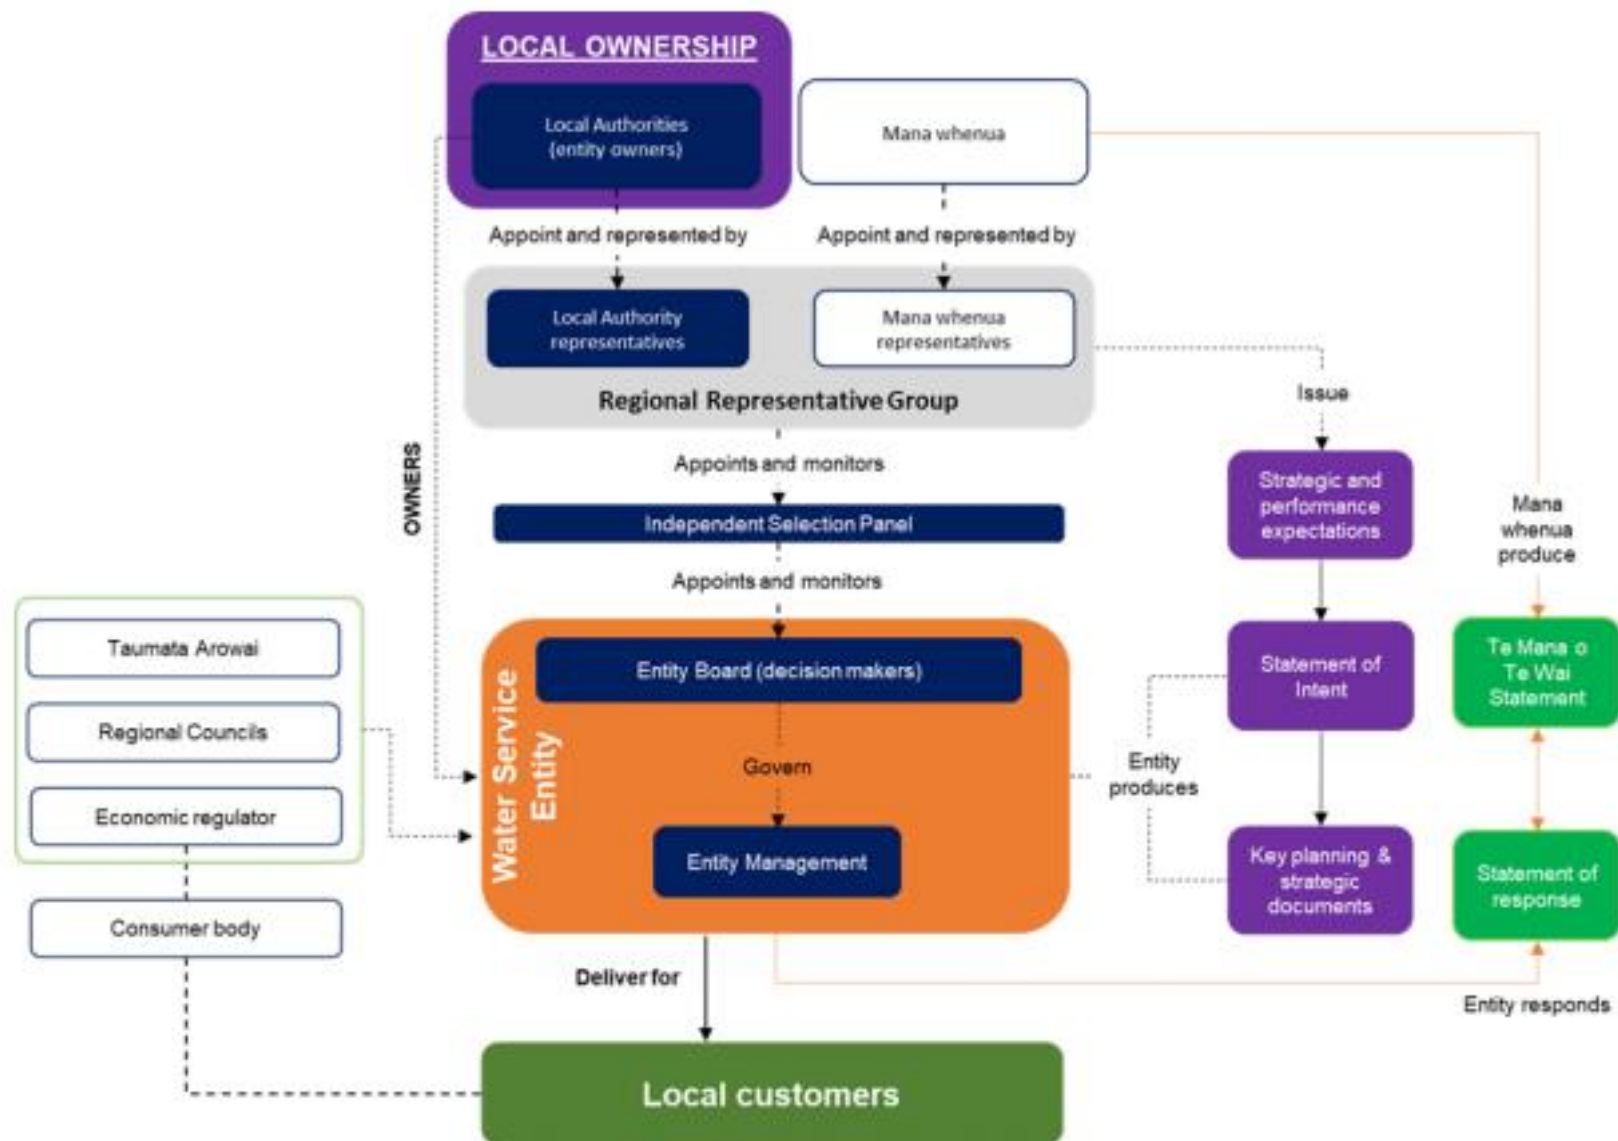 LOCAL OWNERSHIP
Local Authorities
(entity owners)
Mana whenua
Appoint and represented by
Appoint and represented by
Local Authority
representatives
Mana whenua
representatives
Regional Representative Group
Issue
Appoints and monitors
OWNERS
Strategic and
performance
expectations
Mana
whenua
produce
Independent Selection Panel
Appoints and monitors
Taumata Arowai
Regional Councils
Economic regulator
Consumer body
Water Service
Entity
Entity Board (decision makers)
Govern
Entity Management
Entity
produces
Statement of
Intent
Te Mana o
Te Wai
Statement
Key planning &
strategic
documents
Statement of
response
Deliver for
Entity responds
Local customers